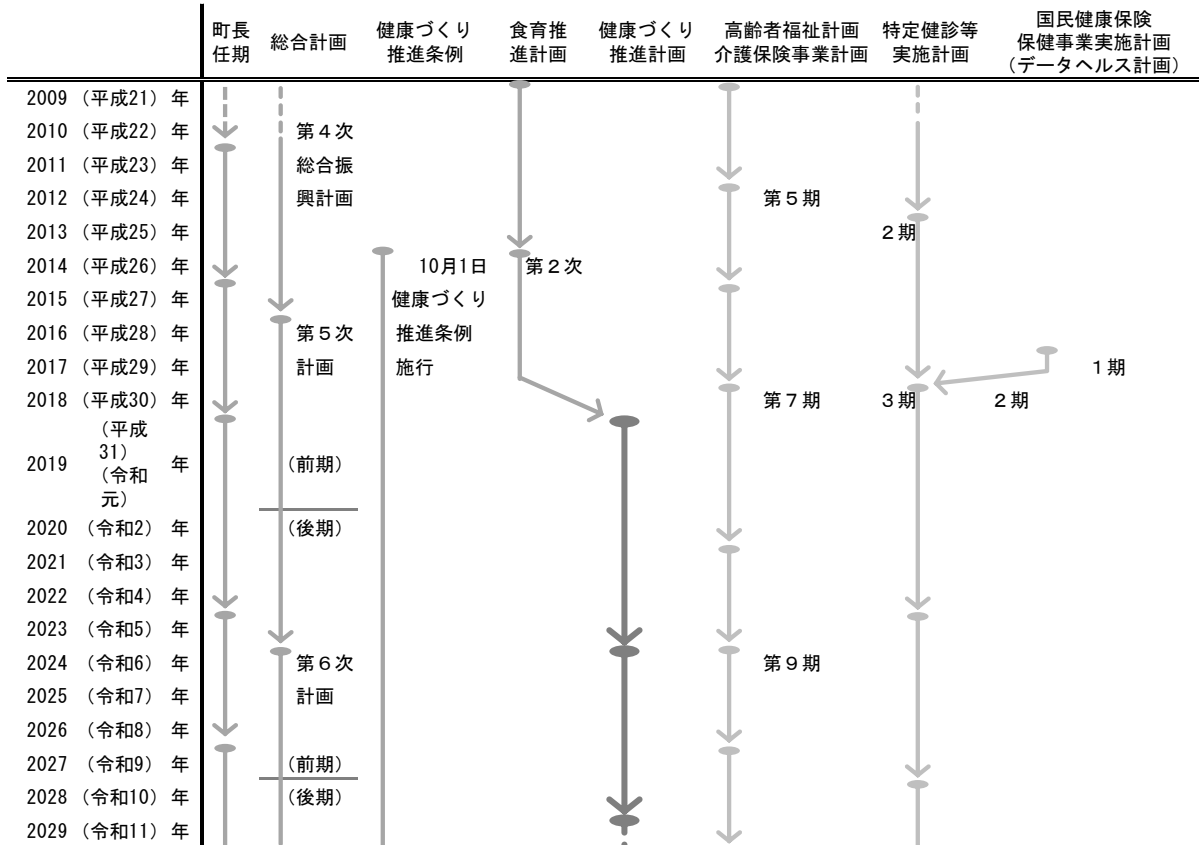 町長
任期
総合計画
健康づくり
推進条例
食育推
進計画
健康づくり
推進計画
高齢者福祉計画
介護保険事業計画
特定健診等
実施計画
国民健康保険
保健事業実施計画
(データヘルス計画)
2009 (平成21) 年
2010 (平成22) 年 第4次
2011 (平成23) 年 総合振
2012 (平成24) 年 興計画 第5期
2013 (平成25) 年 2期
2014 (平成26) 年 10月1日 第2次
2015 (平成27) 年 健康づくり
2016 (平成28) 年 第5次 推進条例
2017 (平成29) 年 計画 施行 1期
2018 (平成30) 年 第7期 3期 2期
2019 (平成
31)
(令和
元) 年 (前期)
2020 (令和2) 年 (後期)
2021 (令和3) 年
2022 (令和4) 年
2023 (令和5) 年
2024 (令和6) 年 第6次 第9期
2025 (令和7) 年 計画
2026 (令和8) 年
2027 (令和9) 年 (前期)
2028 (令和10) 年 (後期)
2029 (令和11) 年